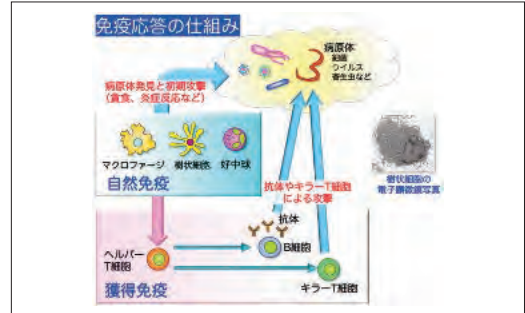 免疫応答の仕組み
病原体
細菌
ウイルス
寄生虫など
病原体発見と初期攻撃
（貪食、炎症反応など）
マクロファージ
樹状細胞
好中球
自然免疫
樹状細胞の
電子顕微鏡写真
抗体やキラーT細胞
による攻撃
抗体
B細胞
ヘルパー
T細胞
キラーT細胞
獲得免疫